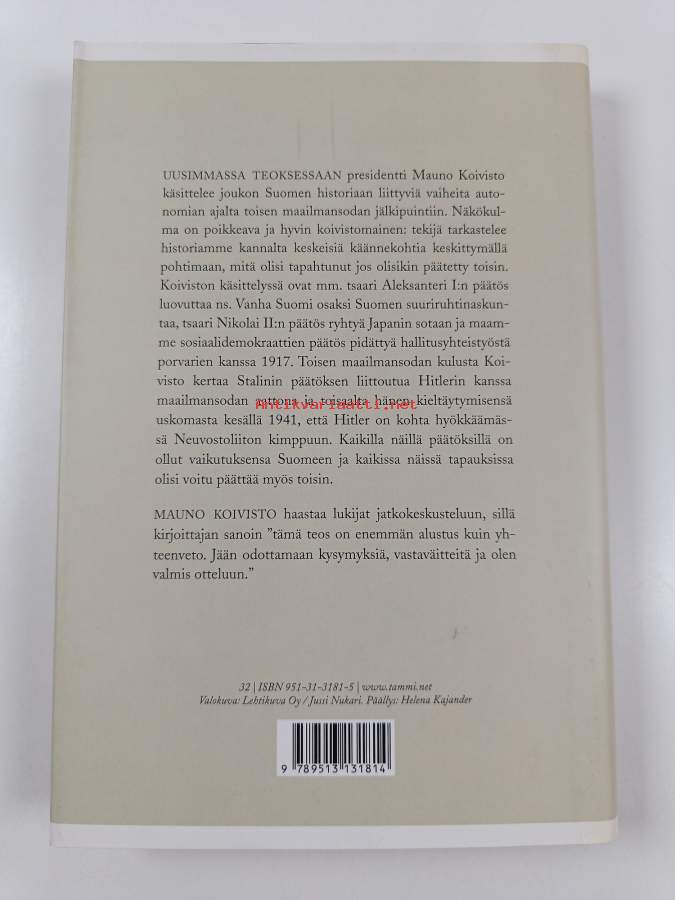 UUSIMMASSA TEOKSESSAAN presidentti Mauno Koivisto
käsittelee joukon Suomen historiaan liittyviä vaiheita auto-
nomian ajalta toisen maailmansodan jälkipuintiin. Näkökul-
ma on poikkeava ja hyvin koivistomainen: tekijä tarkastelee
historiamme kannalta keskeisiä käännekohtia keskittymällä
pohtimaan, mitä olisi tapahtunut jos olisikin päätetty toisin.
Koiviston käsittelyssä ovat mm. tsaari Aleksanteri I:n päätös
luovuttaa ns. Vanha Suomi osaksi Suomen suuriruhtinaskun-
taa, tsaari Nikolai II:n päätös ryhtyä Japanin sotaan ja maam-
me sosiaalidemokraattien päätös pidättyä hallitusyhteistyöstä
porvarien kanssa 1917. Toisen maailmansodan kulusta Koi-
visto kertaa Stalinin päätöksen liittoutua Hitlerin kanssa
maailmansodan aattona ja toisaalta hänen kieltäytymisensä
Antikvariaatti.net
uskomasta kesällä 1941, että Hitler on kohta hyökkäämäs-
sä Neuvostoliiton kimppuun. Kaikilla näillä päätöksillä on
ollut vaikutuksensa Suomeen ja kaikissa näissä tapauksissa
olisi voitu päättää myös toisin.
MAUNO KOIVISTO haastaa lukijat jatkokeskusteluun, sillä
kirjoittajan sanoin ”tämä teos on enemmän alustus kuin yh-
teenveto. Jään odottamaan kysymyksiä, vastaväitteitä ja olen
valmis otteluun.”
32 | ISBN 951-31-3181-5 | www.tammi.net
Valokuva: Lehtikuva Oy / Jussi Nukari. Päällys: Helena Kajander
9 789513 131814